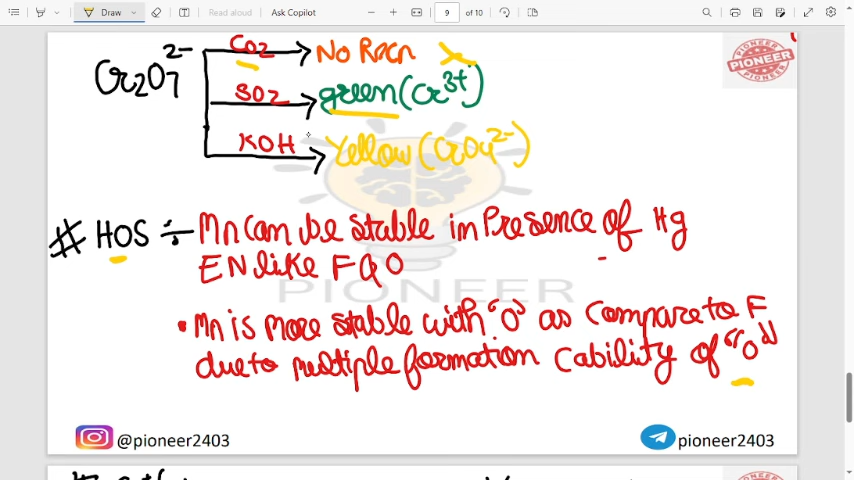 Draw
Read aloud
Ask Copilot
9
of 10
Cr2O7 2-
CO2 → No Rxcn
SO2 → green (Cr3+)
KOH → Yellow (CrO4 2-)
PIONEER
# HOS ÷ Mn can be stable in Presence of Hg
EN like F & O
PIONEER
• Mn is more stable with "O" as compare to F
due to multiple formation cability of "O"
@pioneer2403
pioneer2403